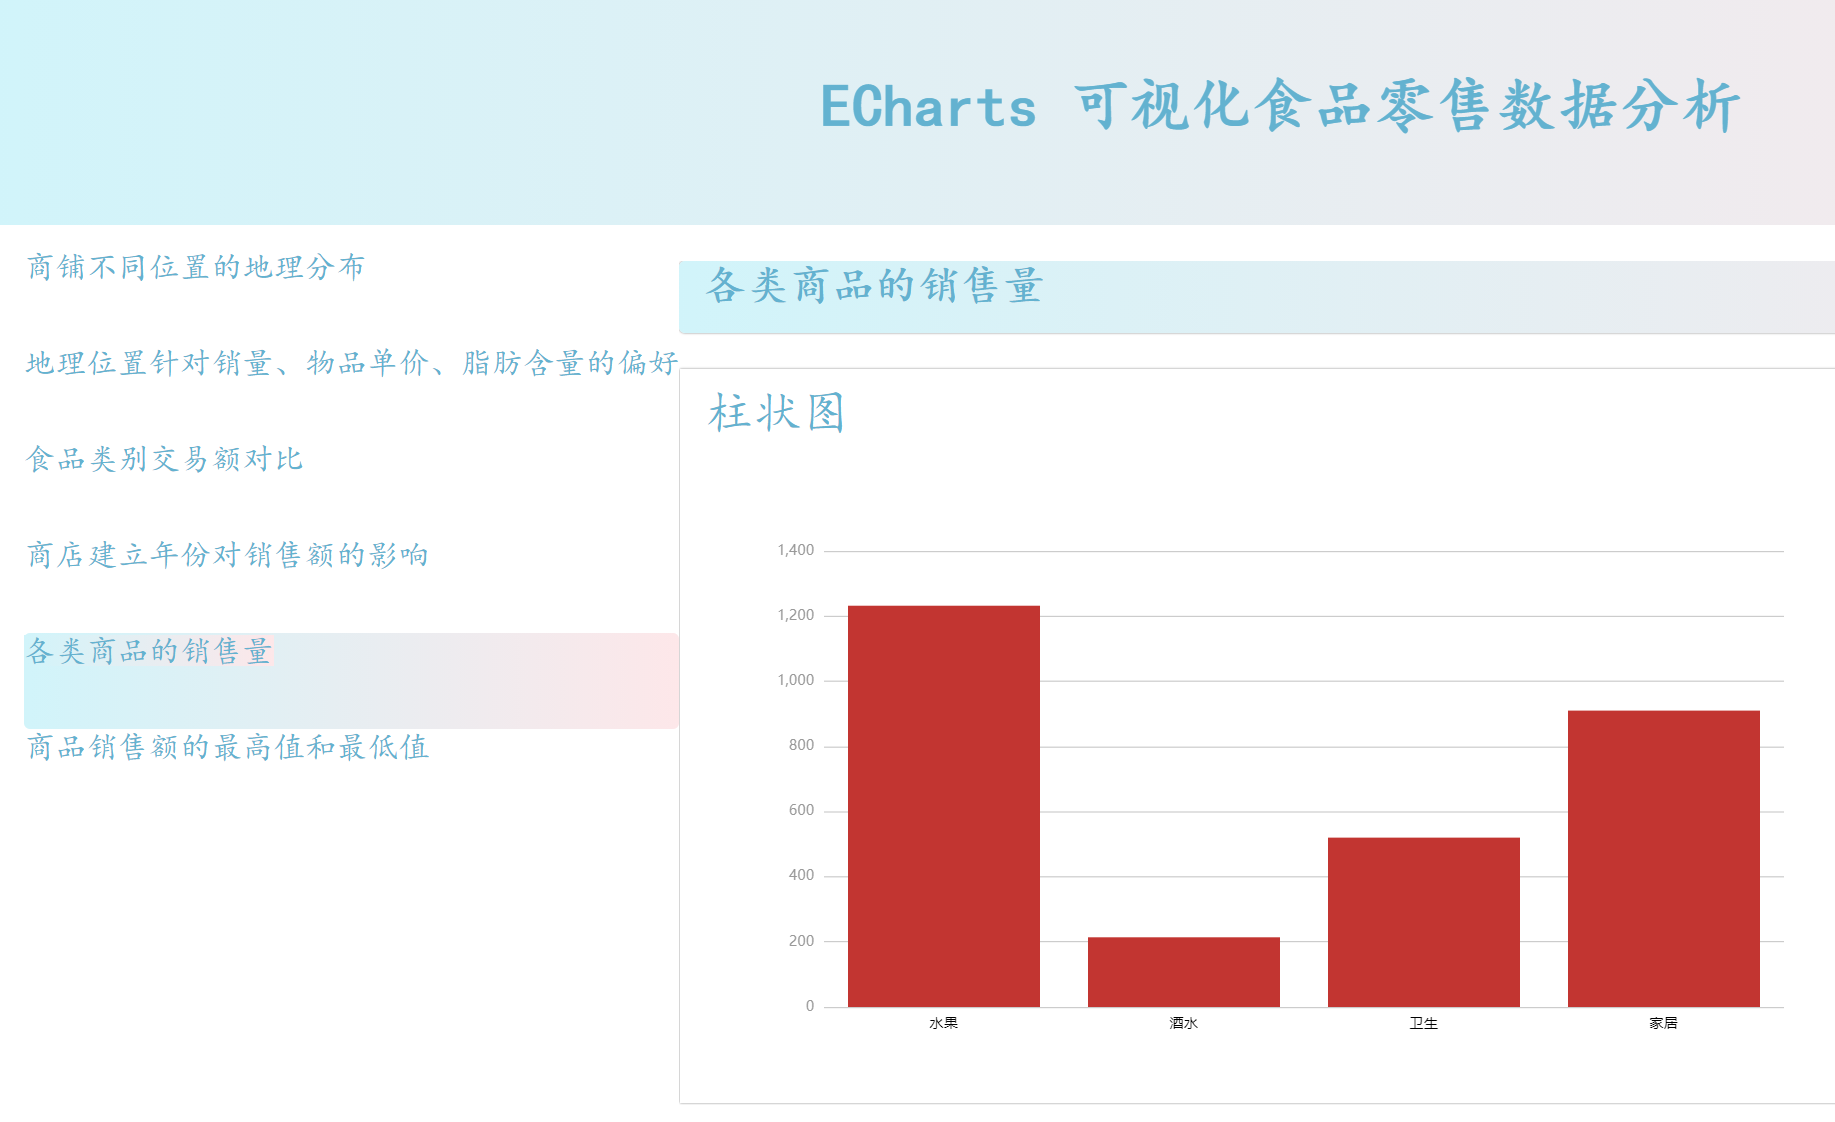 ECharts 可视化食品零售数据分析
商铺不同位置的地理分布
地理位置针对销量、物品单价、脂肪含量的偏好
食品类别交易额对比
商店建立年份对销售额的影响
各类商品的销售量
商品销售额的最高值和最低值
各类商品的销售量
柱状图
1,400
1,200
1,000
800
600
400
200
0
水果 酒水 卫生 家居